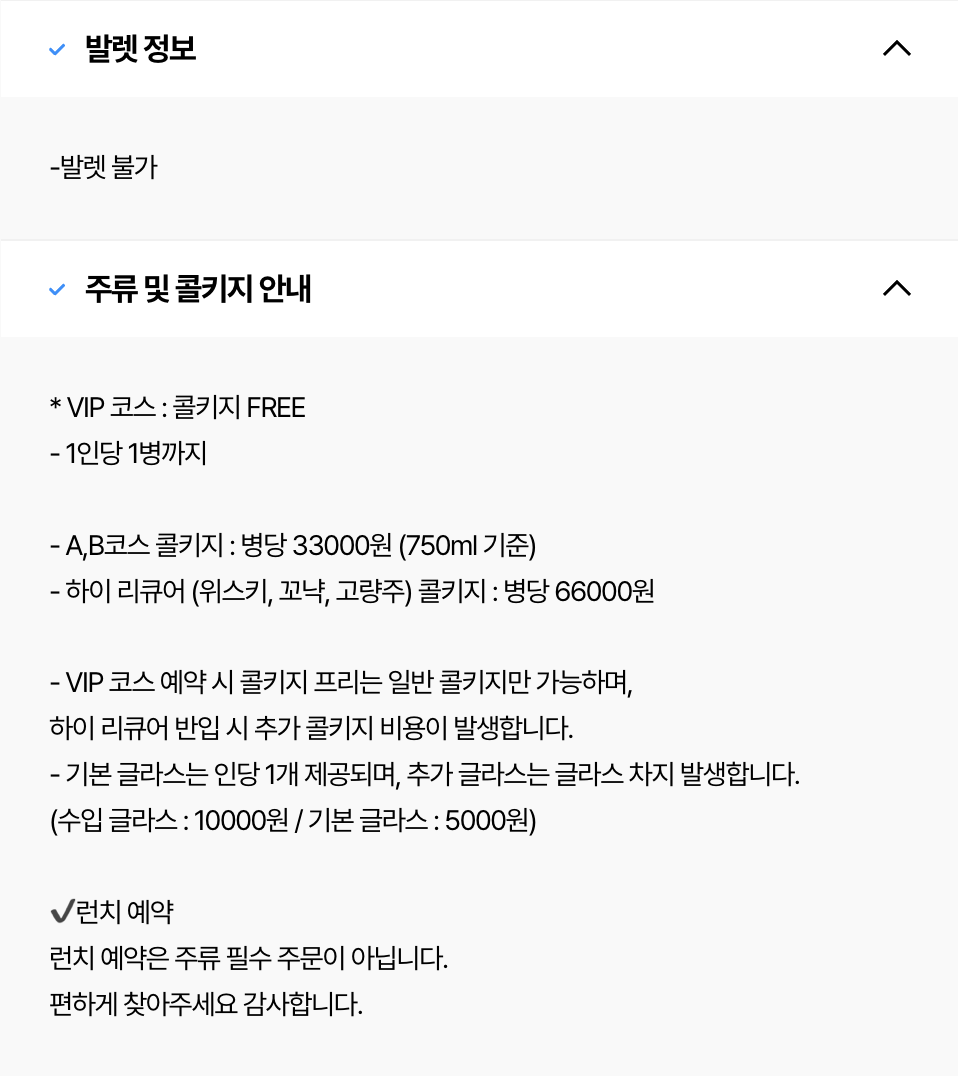 발렛 정보
-발렛 불가
주류 및 콜키지 안내
* VIP 코스 : 콜키지 FREE
- 1인당 1병까지
- A,B코스 콜키지 : 병당 33000원 (750ml 기준)
- 하이 리큐어 (위스키, 꼬냑, 고량주) 콜키지 : 병당 66000원
- VIP 코스 예약 시 콜키지 프리는 일반 콜키지만 가능하며,
하이 리큐어 반입 시 추가 콜키지 비용이 발생합니다.
- 기본 글라스는 인당 1개 제공되며, 추가 글라스는 글라스 차지 발생합니다.
(수입 글라스 : 10000원 / 기본 글라스 : 5000원)
✔런치 예약
런치 예약은 주류 필수 주문이 아닙니다.
편하게 찾아주세요 감사합니다.